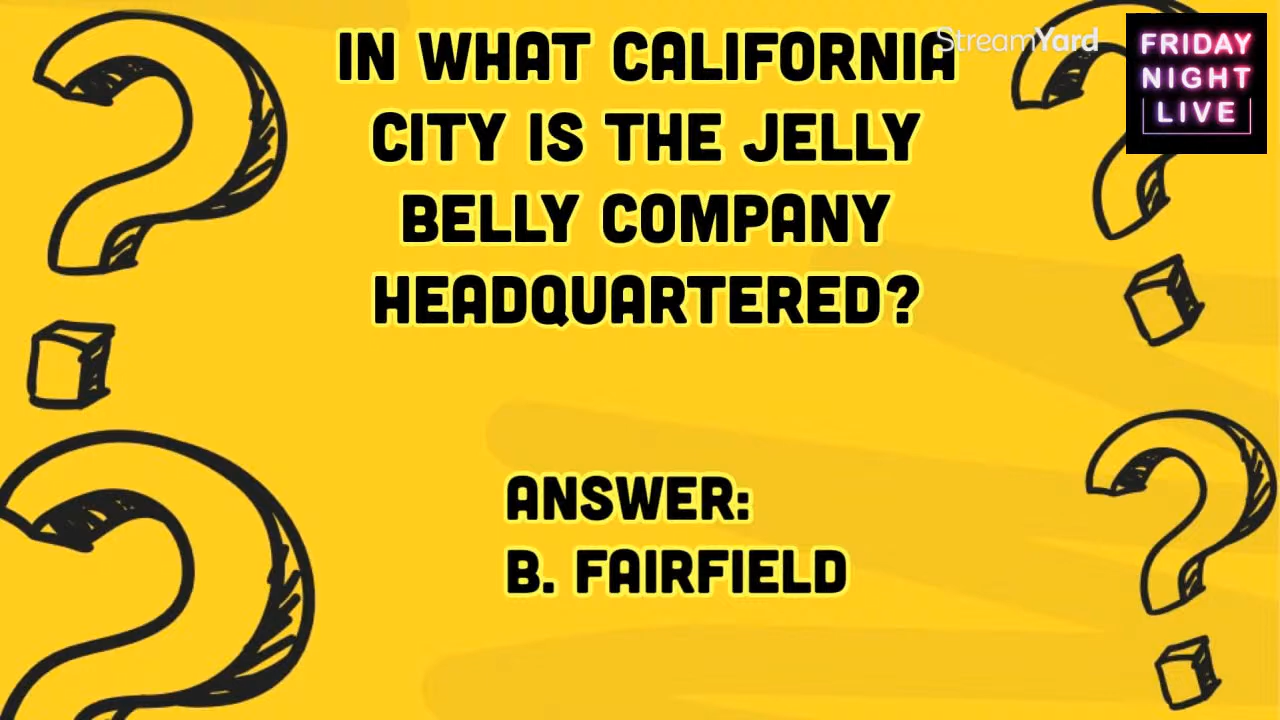 IN WHAT CALIFORNIA
CITY IS THE JELLY
BELLY COMPANY
HEADQUARTERED?
StreamYard
FRIDAY
NIGHT
LIVE
ANSWER:
B. FAIRFIELD